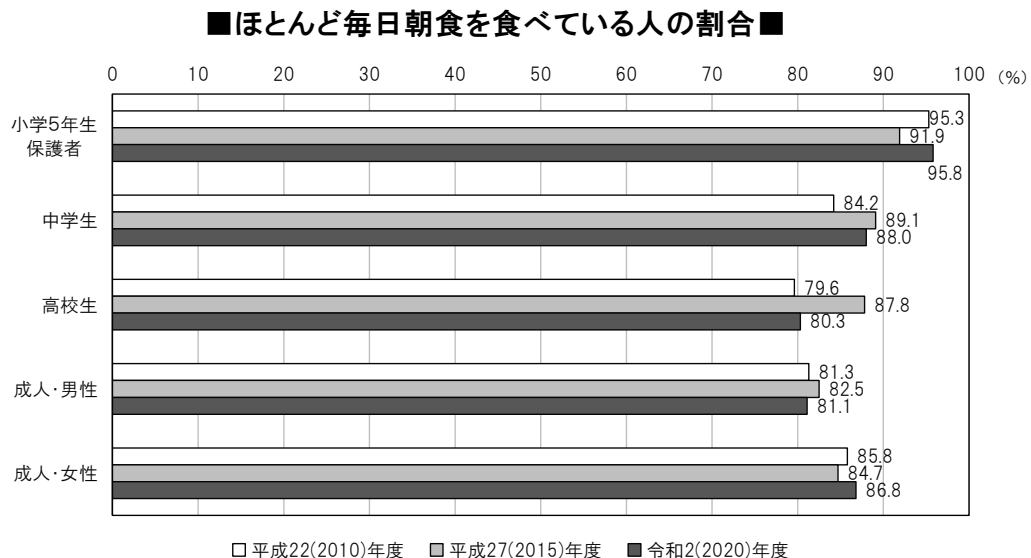 ■ほとんど毎日朝食を食べている人の割合■
0 10 20 30 40 50 60 70 80 90 100 (%)
小学5年生
保護者
95.3
91.9
95.8
中学生
84.2
89.1
88.0
高校生
79.6
87.8
80.3
成人・男性
81.3
82.5
81.1
成人・女性
85.8
84.7
86.8
平成22(2010)年度 平成27(2015)年度 令和2(2020)年度